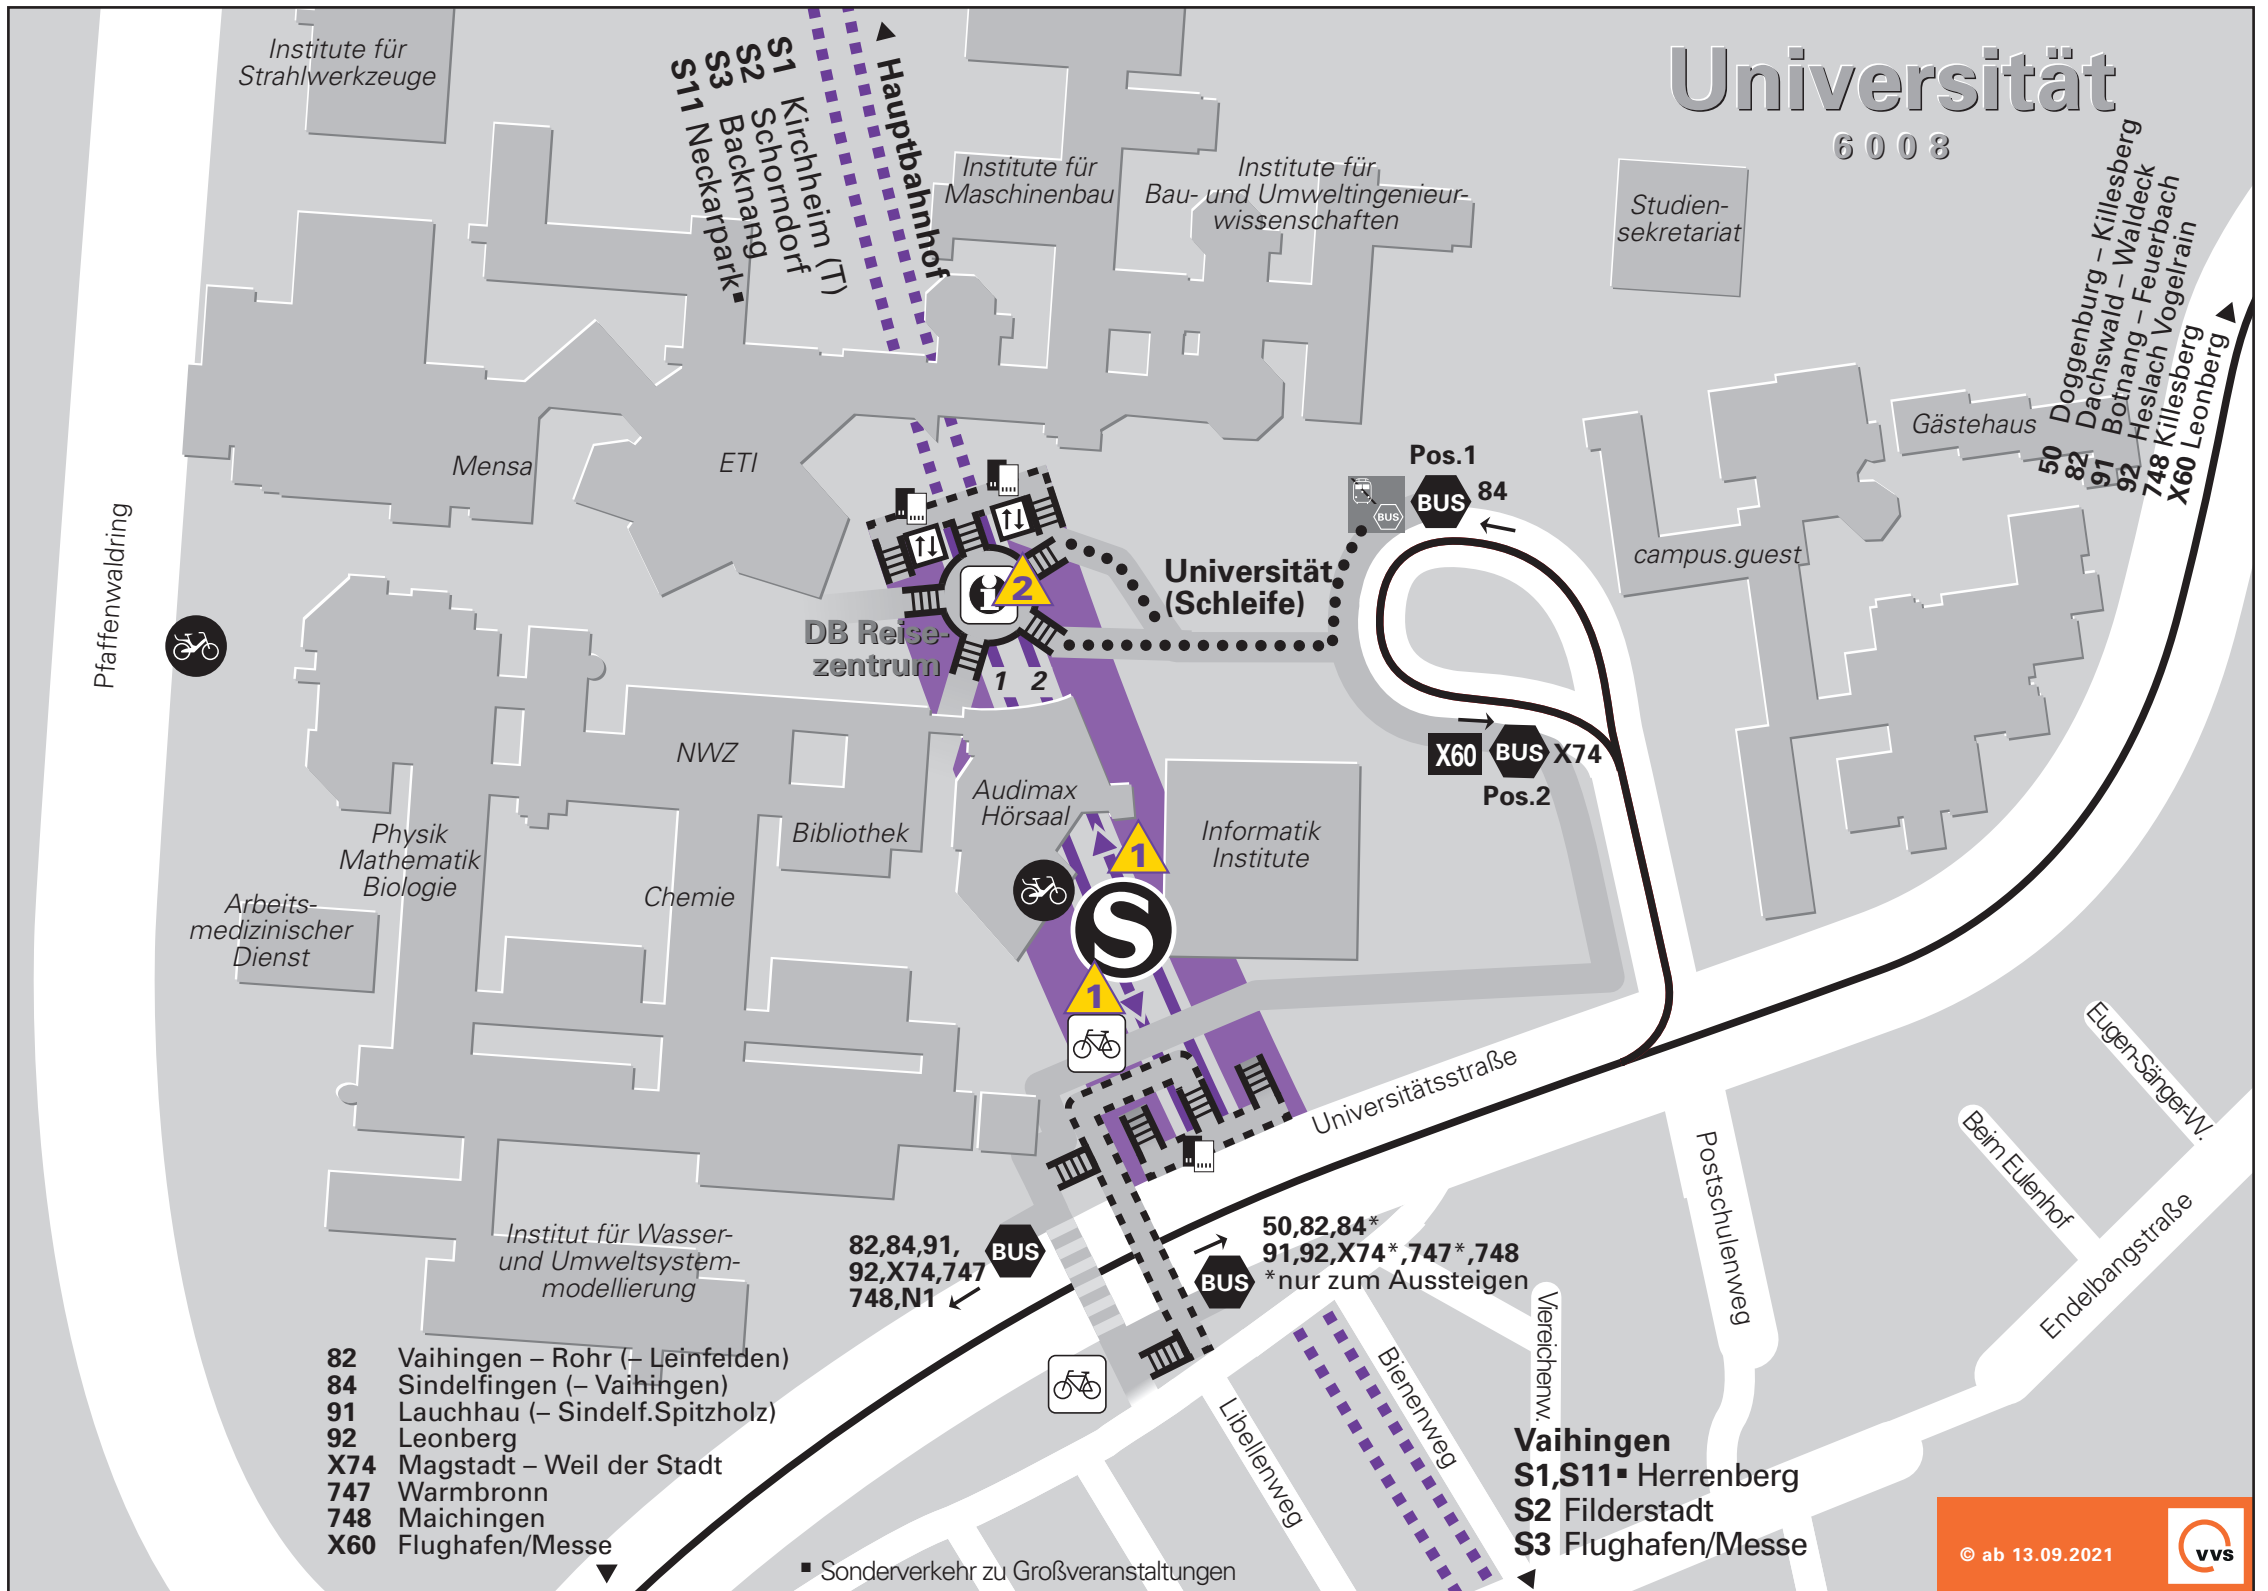 Universität
6008
Institute für
Strahlwerkzeuge
S1 Kirchheim (T)
S2 Schorndorf
S3 Backnang
S11 Neckarpark▪
▲ Hauptbahnhof
Institute für
Maschinenbau
Institute für
Bau- und Umweltingenieur-
wissenschaften
Studien-
sekretariat
50 Doggenburg – Killesberg
82 Dachswald – Waldeck
91 Botnang – Feuerbach
92 Heslach Vogelrain
748 Killesberg
X60 Leonberg ▲
Gästehaus
Mensa
ETI
Pos.1
BUS
BUS
84
Pfaffenwaldring
campus.guest
Universität
(Schleife)
i
2
DB Reise-
zentrum
1 2
NWZ
X60
BUS
X74
Pos.2
Audimax
Hörsaal
Physik
Mathematik
Biologie
Bibliothek
Informatik
Institute
1
S
1
Chemie
Arbeits-
medizinischer
Dienst
Universitätsstraße
Eugen-Sänger-W.
Beim Eulenhof
Endelbangstraße
Postschulenweg
Institut für Wasser-
und Umweltsystem-
modellierung
82,84,91,
92,X74,747
748,N1
BUS
BUS
50,82,84*
91,92,X74*,747*,748
*nur zum Aussteigen
Viereichenw.
Bienenweg
Libellenweg
82 Vaihingen – Rohr (– Leinfelden)
84 Sindelfingen (– Vaihingen)
91 Lauchhau (– Sindelf.Spitzholz)
92 Leonberg
X74 Magstadt – Weil der Stadt
747 Warmbronn
748 Maichingen
X60 Flughafen/Messe
▪ Sonderverkehr zu Großveranstaltungen
Vaihingen
S1,S11▪ Herrenberg
S2 Filderstadt
S3 Flughafen/Messe
© ab 13.09.2021
vvs